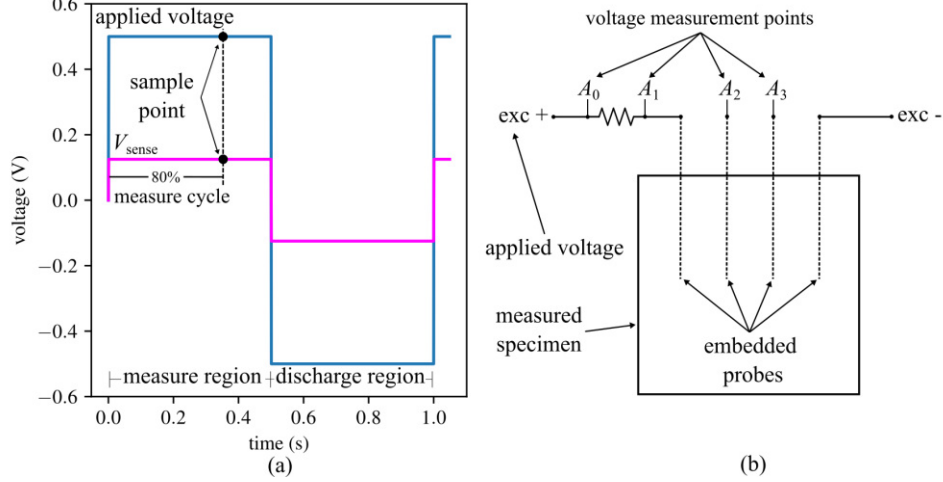 0.6
0.4
0.2
0.0
−0.2
−0.4
−0.6
voltage (V)
applied voltage
sample
point
V_sense
80%
measure cycle
measure region
discharge region
0.0 0.2 0.4 0.6 0.8 1.0
time (s)
(a)
voltage measurement points
A_0 A_1 A_2 A_3
exc + exc -
applied voltage
measured
specimen
embedded
probes
(b)